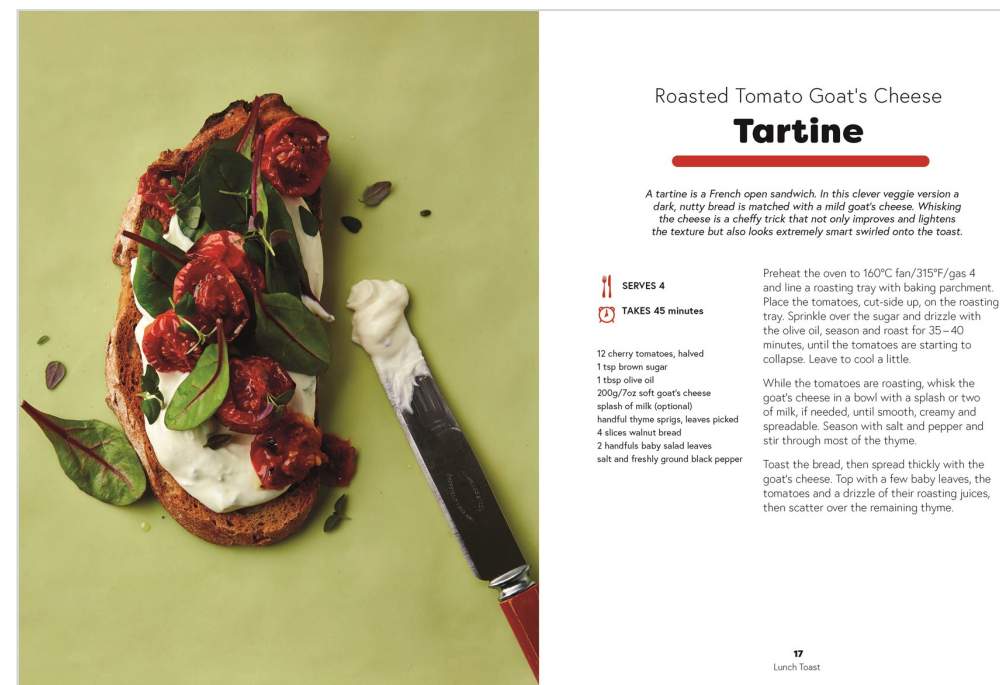 Roasted Tomato Goat's Cheese
Tartine
A tartine is a French open sandwich. In this clever veggie version a
dark, nutty bread is matched with a mild goat's cheese. Whisking
the cheese is a cheffy trick that not only improves and lightens
the texture but also looks extremely smart swirled onto the toast.
SERVES 4
TAKES 45 minutes
12 cherry tomatoes, halved
1 tsp brown sugar
1 tbsp olive oil
200g/7oz soft goat's cheese
splash of milk (optional)
handful thyme sprigs, leaves picked
4 slices walnut bread
2 handfuls baby salad leaves
salt and freshly ground black pepper
Preheat the oven to 160°C fan/315°F/gas 4
and line a roasting tray with baking parchment.
Place the tomatoes, cut-side up, on the roasting
tray. Sprinkle over the sugar and drizzle with
the olive oil, season and roast for 35–40
minutes, until the tomatoes are starting to
collapse. Leave to cool a little.
While the tomatoes are roasting, whisk the
goat's cheese in a bowl with a splash or two
of milk, if needed, until smooth, creamy and
spreadable. Season with salt and pepper and
stir through most of the thyme.
Toast the bread, then spread thickly with the
goat's cheese. Top with a few baby leaves, the
tomatoes and a drizzle of their roasting juices,
then scatter over the remaining thyme.
17
Lunch Toast